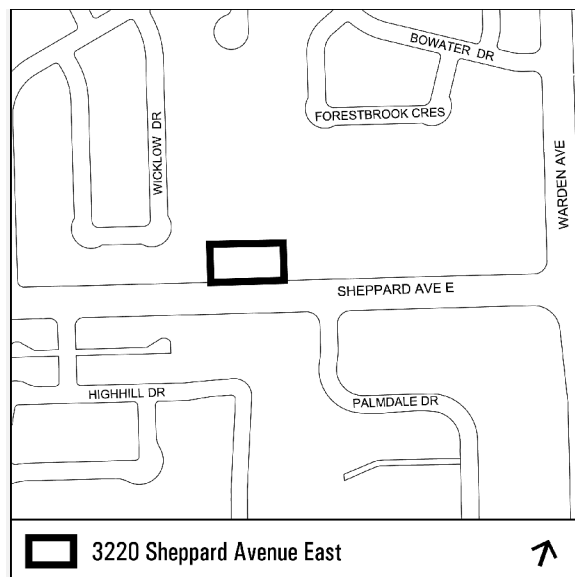 BOWATER DR
FORESTBROOK CRES
WICKLOW DR
WARDEN AVE
SHEPPARD AVE E
HIGHHILL DR
PALMDALE DR
3220 Sheppard Avenue East